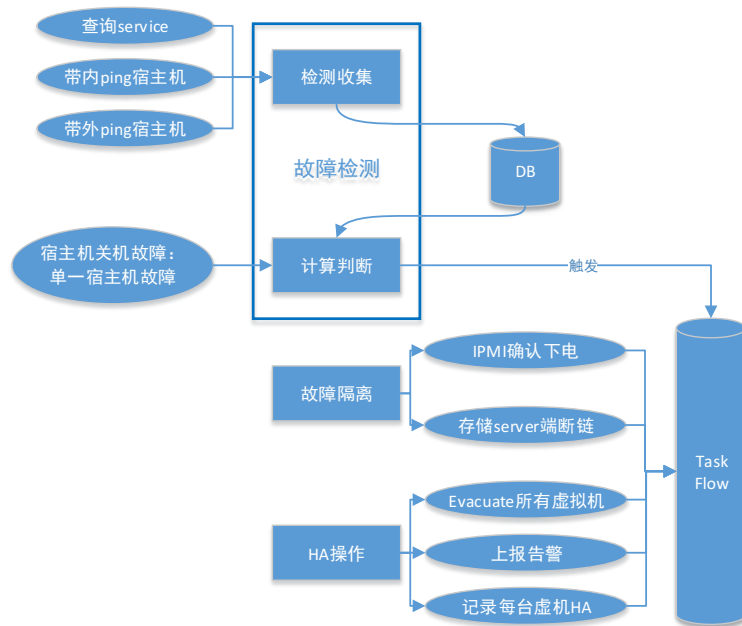 查询service
带内ping宿主机
带外ping宿主机
检测收集
故障检测
DB
宿主机关机故障：
单一宿主机故障
计算判断
触发
IPMI确认下电
故障隔离
存储server端断链
Task
Flow
Evacuate所有虚拟机
HA操作
上报告警
记录每台虚机HA